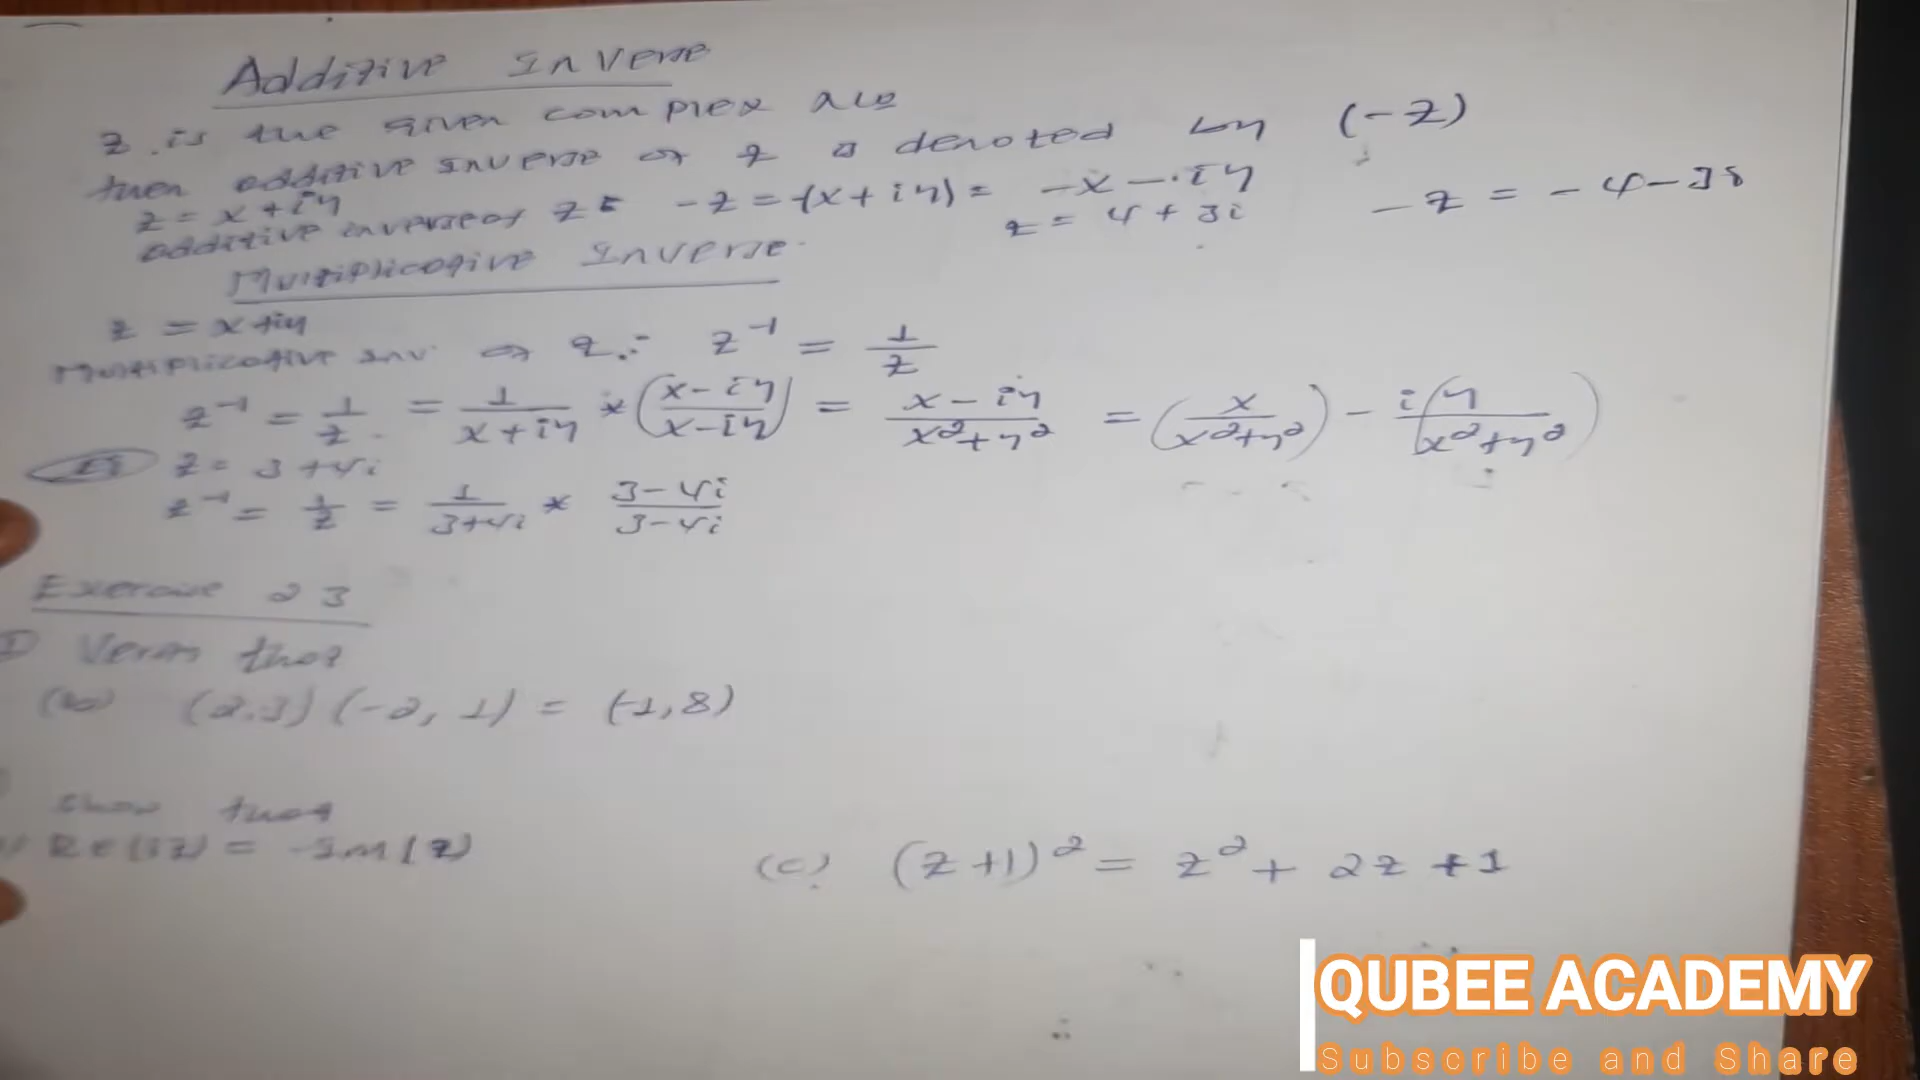 Additive Inverse
z is the given complex no
then additive inverse of z is denoted by (-z)
z = x + iy
additive inverse of z = -z = -(x + iy) = -x - iy
z = 4 + 3i
-z = -4-3i
Multiplicative Inverse
z = x + iy
Multiplicative inv. of z: z⁻¹ = 1/z
z⁻¹ = 1/z = 1/(x+iy) * ((x-iy)/(x-iy)) = (x-iy)/(x²+y²) = (x/(x²+y²)) - i(y/(x²+y²))
z = 3 + 4i
z⁻¹ = 1/z = 1/(3+4i) * (3-4i)/(3-4i)
Exercise 23
Verify that
(b) (2.3) (-2, 1) = (-1, 8)
Show that
Re(iz) = -Im(z)
(c) (z+1)² = z² + 2z + 1
QUBEE ACADEMY
Subscribe and Share